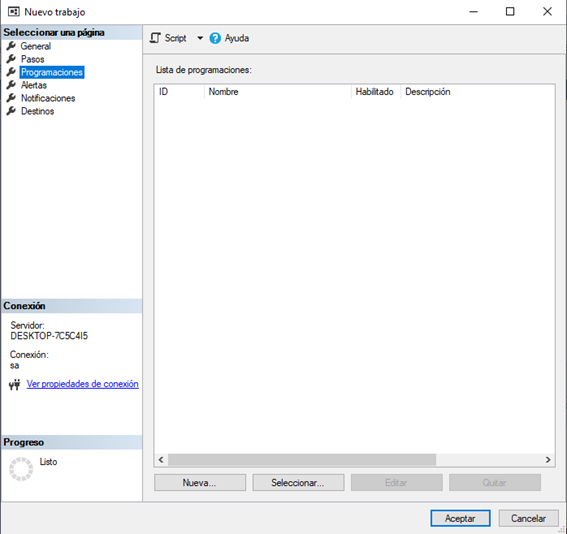 Nuevo trabajo
Seleccionar una página
General
Pasos
Programaciones
Alertas
Notificaciones
Destinos
Conexión
Servidor:
DESKTOP-7C5C4I5
Conexión:
sa
Ver propiedades de conexión
Progreso
Listo
Script Ayuda
Lista de programaciones:
ID Nombre Habilitado Descripción
Nueva... Seleccionar... Editar Quitar
Aceptar Cancelar